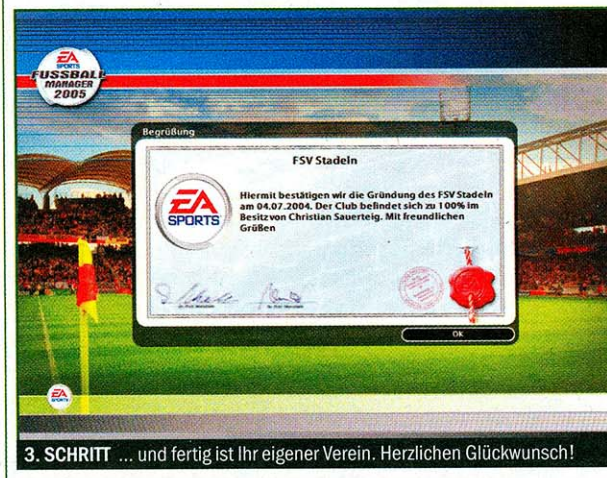 EA
SPORTS
FUSSBALL
MANAGER
2005
Begrüßung
FSV Stadeln
EA
SPORTS
Hiermit bestätigen wir die Gründung des FSV Stadeln
am 04.07.2004. Der Club befindet sich zu 100% im
Besitz von Christian Sauerteig. Mit freundlichen
Grüßen
OK
EA
SPORTS
3. SCHRITT ... und fertig ist Ihr eigener Verein. Herzlichen Glückwunsch!